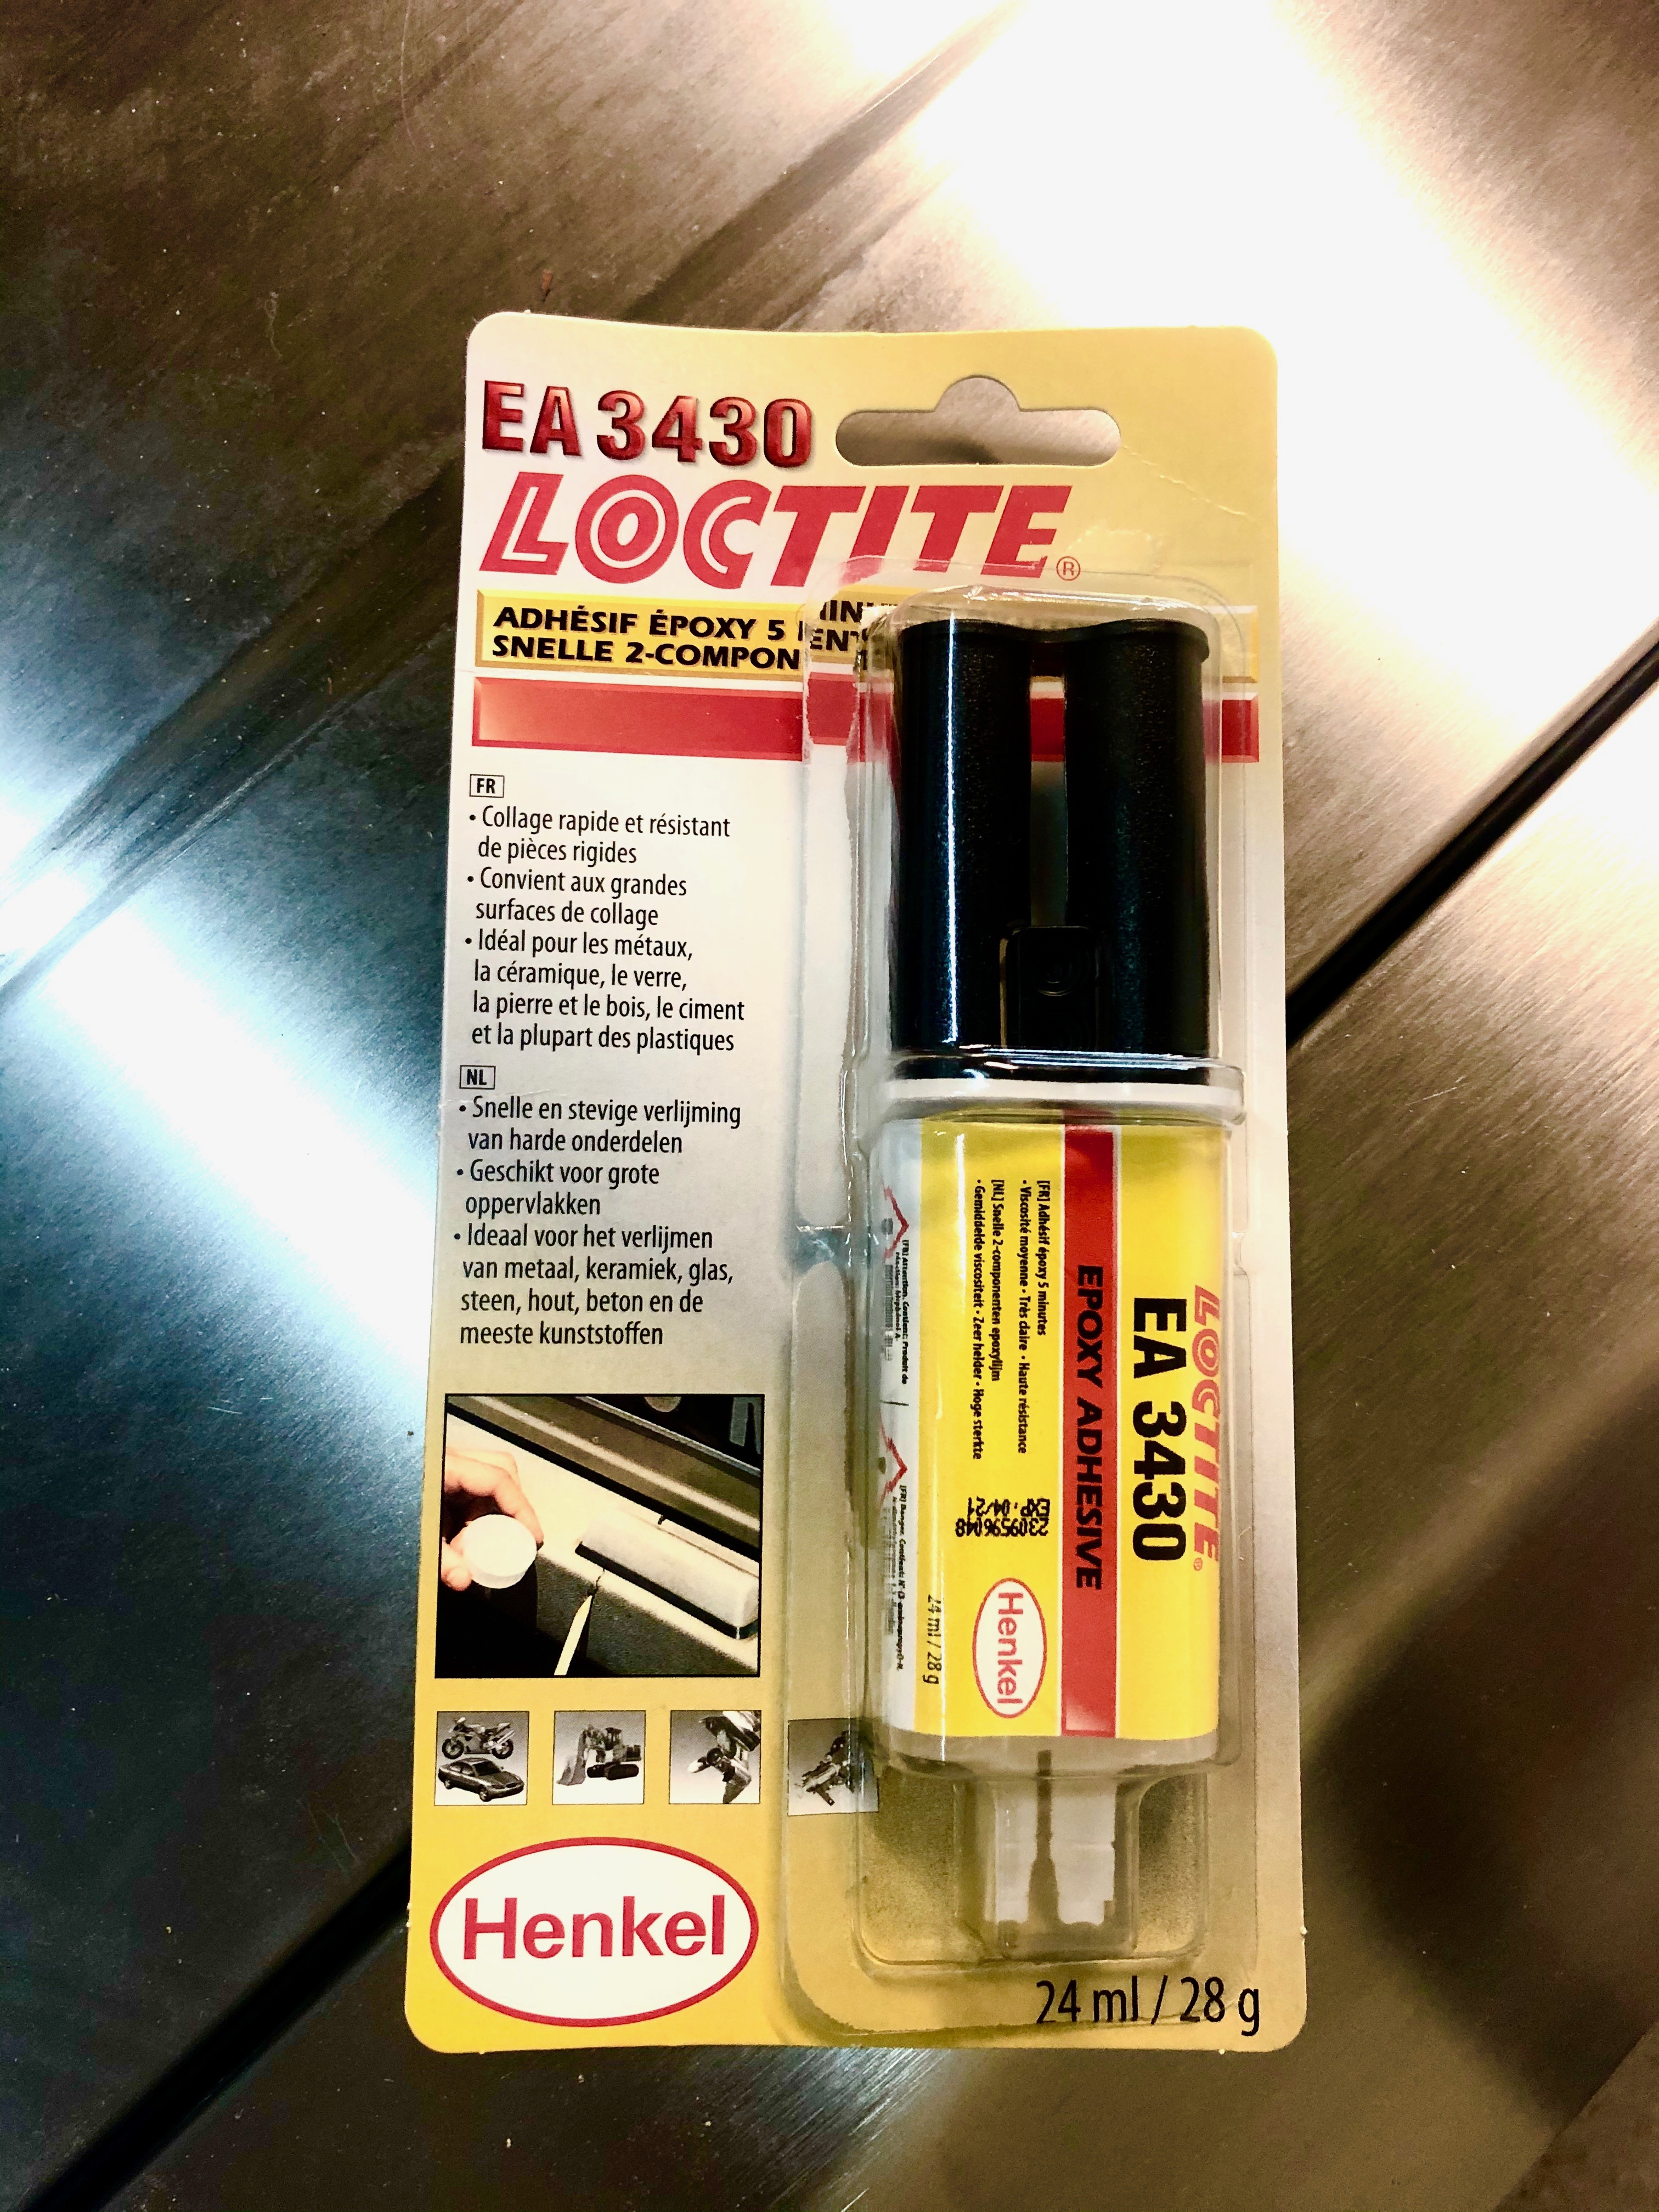 EA 3430
LOCTITE®
ADHÉSIF ÉPOXY 5
SNELLE 2-COMPON ENT
FR
• Collage rapide et résistant
de pièces rigides
• Convient aux grandes
surfaces de collage
• Idéal pour les métaux,
la céramique, le verre,
la pierre et le bois, le ciment
et la plupart des plastiques
NL
• Snelle en stevige verlijming
van harde onderdelen
• Geschikt voor grote
oppervlakken
• Ideaal voor het verlijmen
van metaal, keramiek, glas,
steen, hout, beton en de
meeste kunststoffen
Henkel
24 ml / 28 g
LOCTITE®
EA 3430
EPOXY ADHESIVE
[FR] Adhésif époxy 5 minutes
• Viscosité moyenne • Très claire • Haute résistance
[NL] Snelle 2-componenten epoxylijm
• Gemiddelde viscositeit • Zeer helder • Hoge sterkte
Henkel
24 ml / 28 g